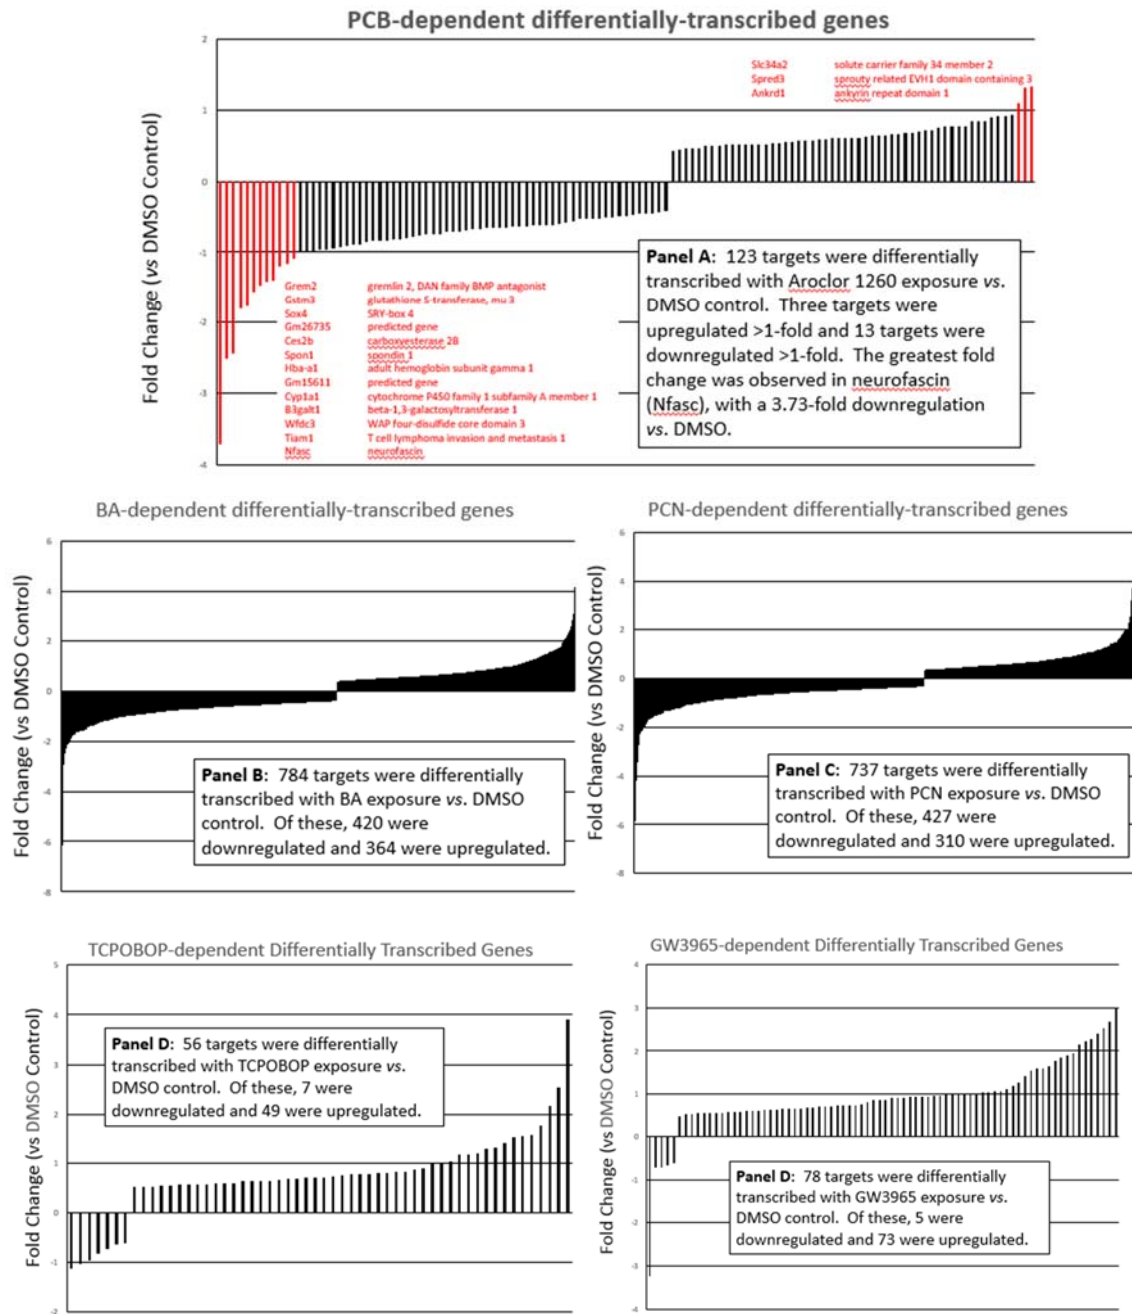 PCB-dependent differentially-transcribed genes
Fold Change (vs DMSO Control)
2
1
0
-1
-2
-3
-4
Slc34a2 solute carrier family 34 member 2
Spred3 sprouty related EVH1 domain containing 3
Ankrd1 ankyrin repeat domain 1
Grem2 gremlin 2, DAN family BMP antagonist
Gstm3 glutathione S-transferase, mu 3
Sox4 SRY-box 4
Gm26735 predicted gene
Ces2b carboxyesterase 2B
Spon1 spondin 1
Hba-a1 adult hemoglobin subunit gamma 1
Gm15611 predicted gene
Cyp1a1 cytochrome P450 family 1 subfamily A member 1
B3galt1 beta-1,3-galactosyltransferase 1
Wfdc3 WAP four-disulfide core domain 3
Tiam1 T cell lymphoma invasion and metastasis 1
Nfasc neurofascin
Panel A: 123 targets were differentially
transcribed with Aroclor 1260 exposure vs.
DMSO control. Three targets were
upregulated >1-fold and 13 targets were
downregulated >1-fold. The greatest fold
change was observed in neurofascin
(Nfasc), with a 3.73-fold downregulation
vs. DMSO.
BA-dependent differentially-transcribed genes
Fold Change (vs DMSO Control)
6
4
2
0
-2
-4
-6
-8
Panel B: 784 targets were differentially
transcribed with BA exposure vs. DMSO
control. Of these, 420 were
downregulated and 364 were upregulated.
PCN-dependent differentially-transcribed genes
Fold Change (vs DMSO Control)
6
4
2
0
-2
-4
-6
-8
Panel C: 737 targets were differentially
transcribed with PCN exposure vs. DMSO
control. Of these, 427 were
downregulated and 310 were upregulated.
TCPOBOP-dependent Differentially Transcribed Genes
Fold Change (vs DMSO Control)
5
4
3
2
1
0
-1
-2
Panel D: 56 targets were differentially
transcribed with TCPOBOP exposure vs.
DMSO control. Of these, 7 were
downregulated and 49 were upregulated.
GW3965-dependent Differentially Transcribed Genes
Fold Change (vs DMSO Control)
4
3
2
1
0
-1
-2
-3
-4
Panel D: 78 targets were differentially
transcribed with GW3965 exposure vs.
DMSO control. Of these, 5 were
downregulated and 73 were upregulated.